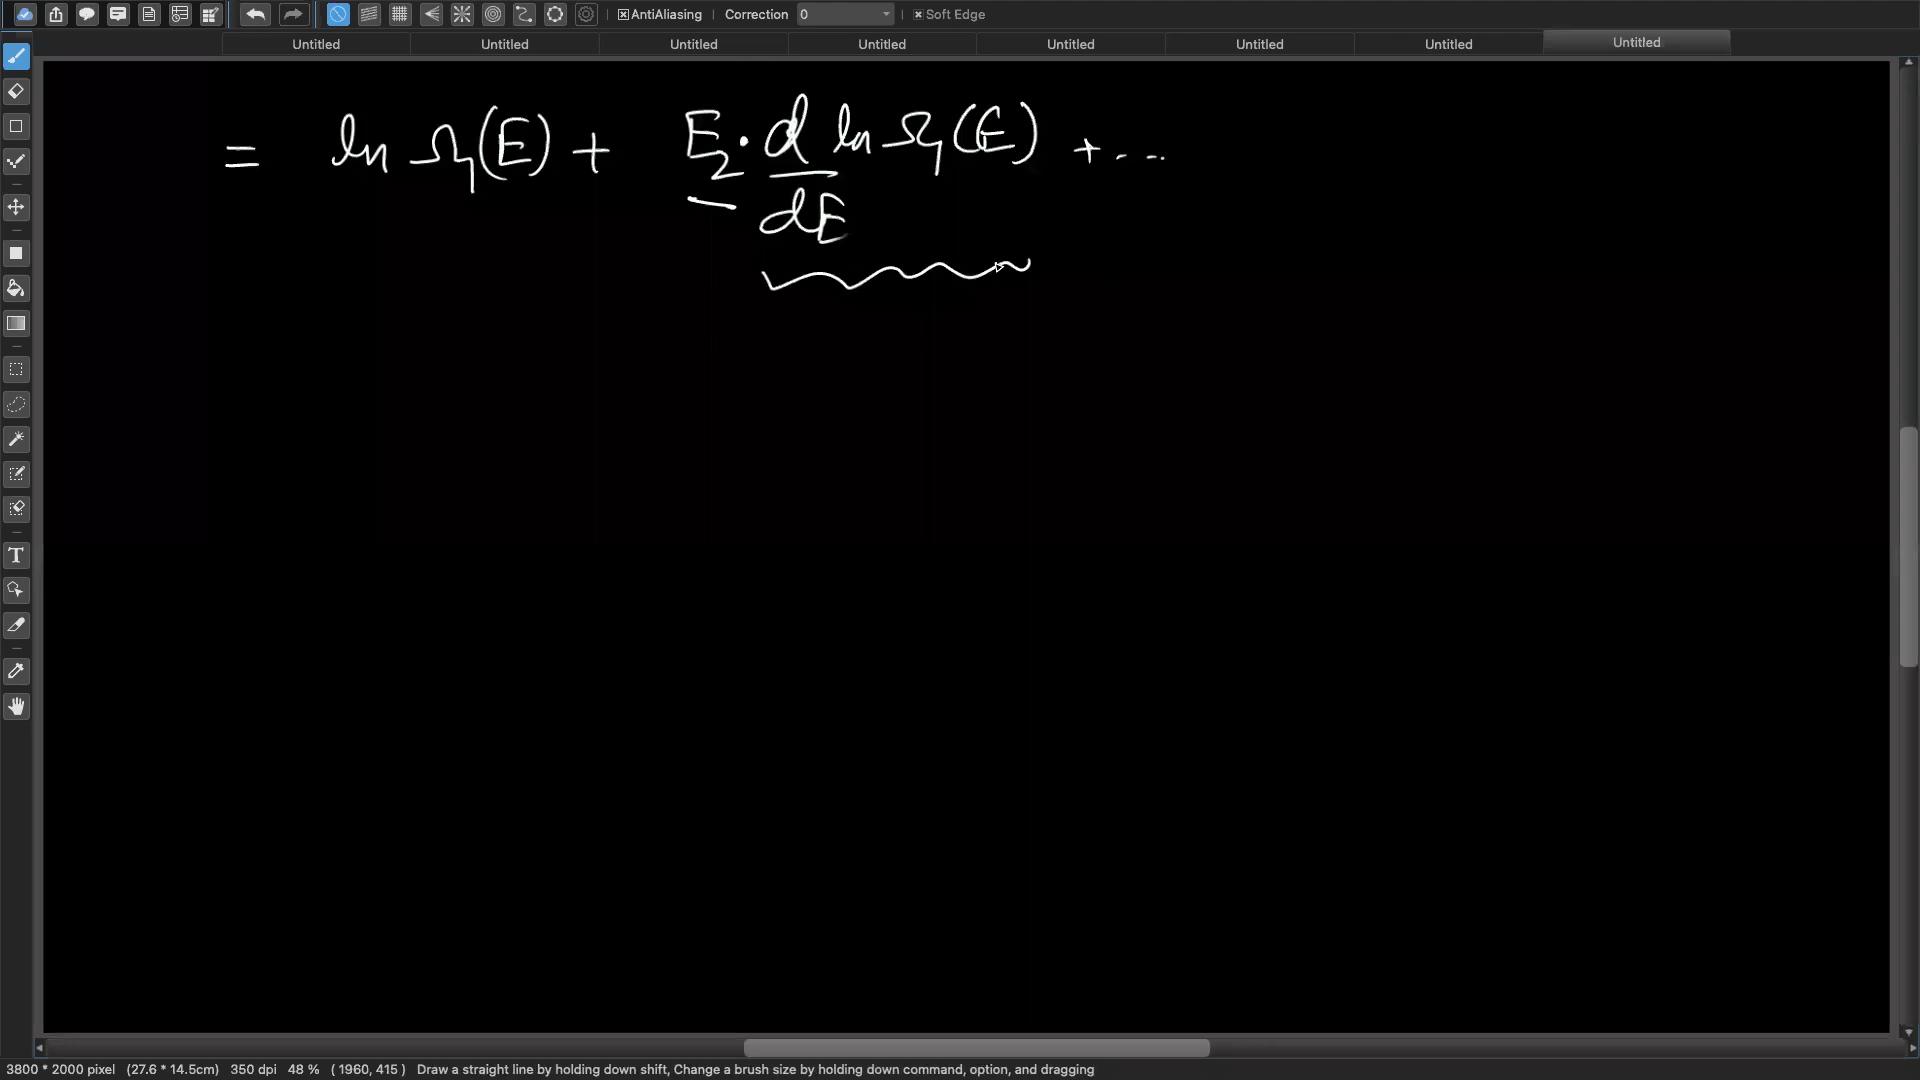 AntiAliasing Correction 0 Soft Edge
Untitled Untitled Untitled Untitled Untitled Untitled Untitled Untitled
= ln Ω₁(E) + E₂ · d/dE ln Ω₁(E) + ...
T
3800 * 2000 pixel (27.6 * 14.5cm) 350 dpi 48 % ( 1960, 415 ) Draw a straight line by holding down shift, Change a brush size by holding down command, option, and dragging